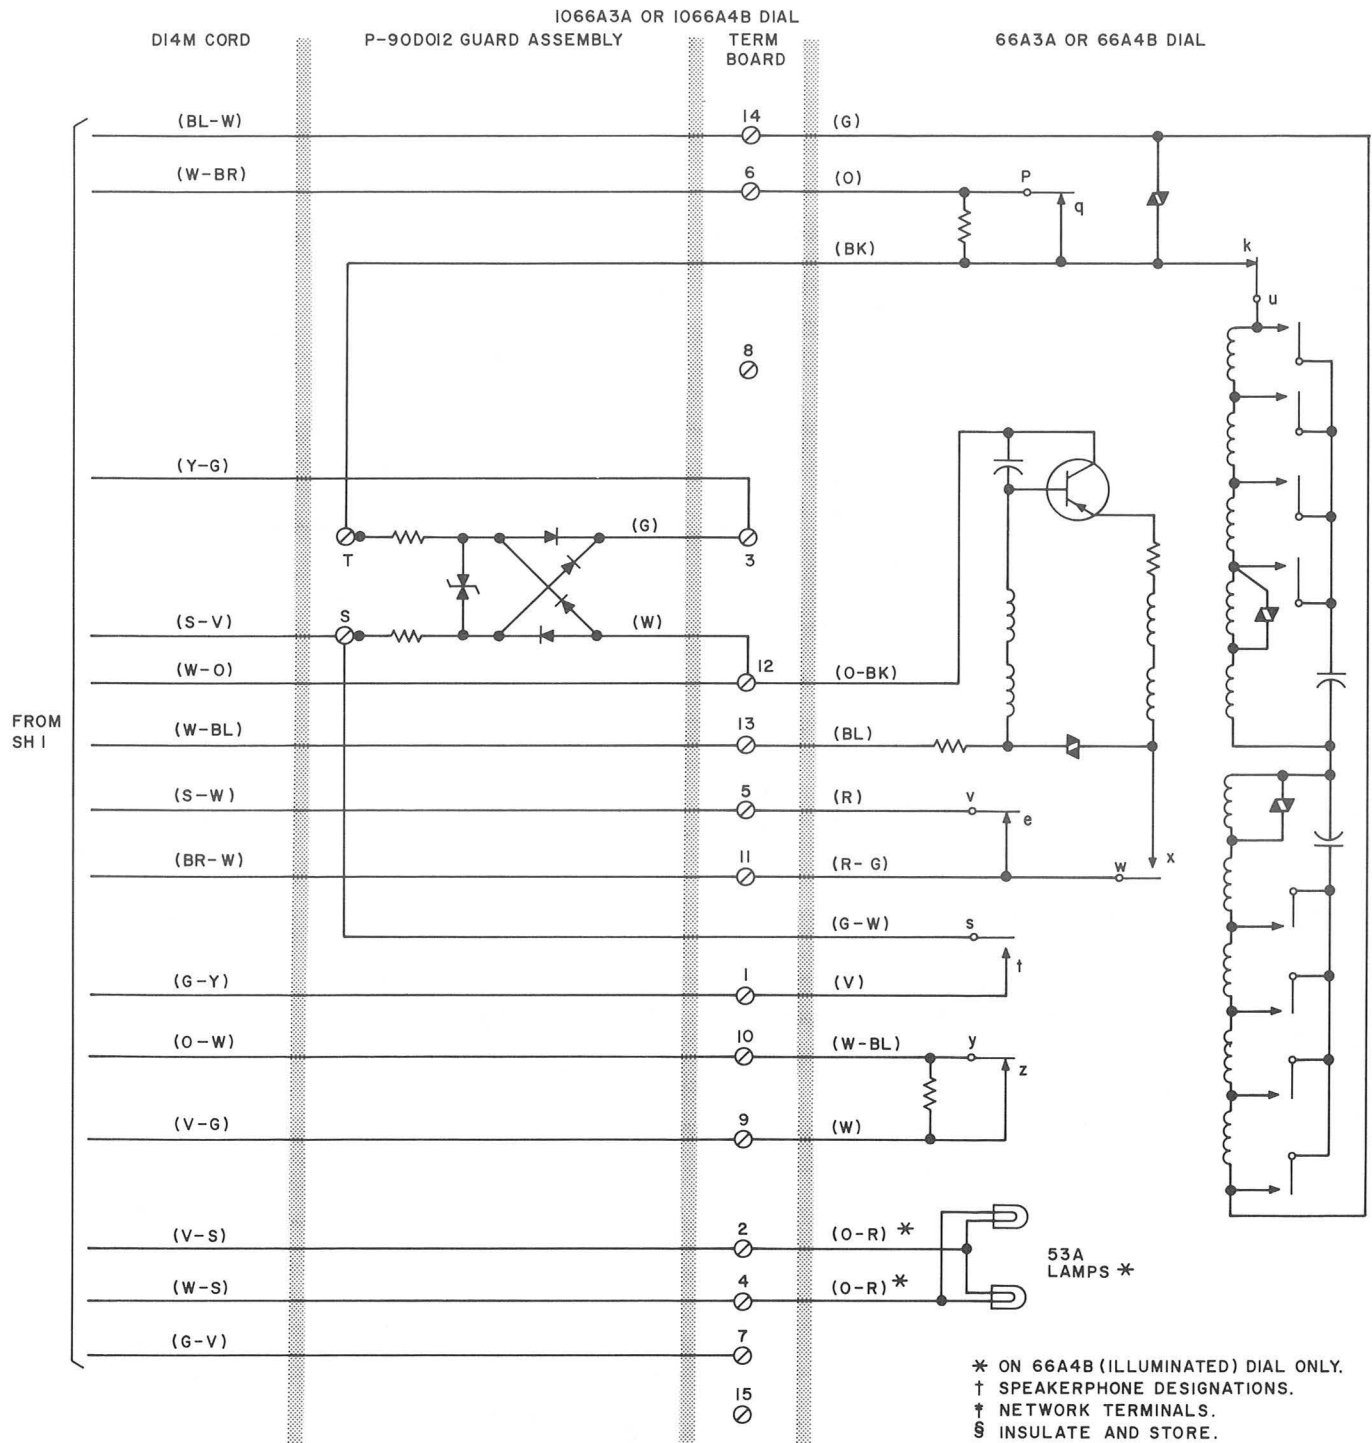 1066A3A OR 1066A4B DIAL
D14M CORD
P-90D012 GUARD ASSEMBLY
TERM
BOARD
66A3A OR 66A4B DIAL
(BL-W)
14
(G)
(W-BR)
6
(O)
P
q
(BK)
k
u
8
(Y-G)
(G)
T
3
(S-V)
S
(W)
(W-O)
12
(O-BK)
FROM
SH 1
(W-BL)
13
(BL)
(S-W)
5
(R)
v
e
(BR-W)
11
(R-G)
w
x
(G-W)
s
t
(G-Y)
1
(V)
(O-W)
10
(W-BL)
y
z
(V-G)
9
(W)
(V-S)
2
(O-R) *
53A
LAMPS *
(W-S)
4
(O-R) *
(G-V)
7
15
* ON 66A4B (ILLUMINATED) DIAL ONLY.
† SPEAKERPHONE DESIGNATIONS.
‡ NETWORK TERMINALS.
§ INSULATE AND STORE.